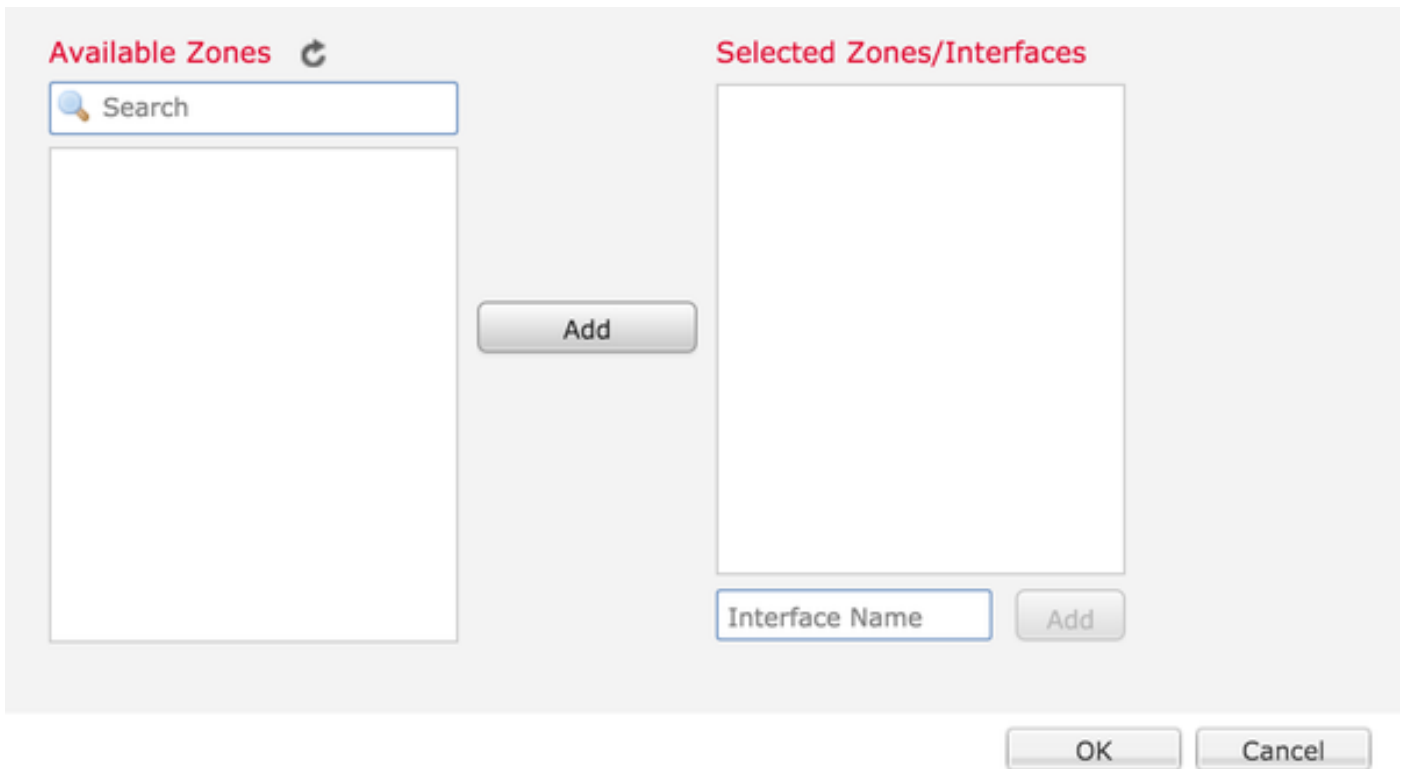 Available Zones
Search
Add
Selected Zones/Interfaces
Interface Name
Add
OK
Cancel